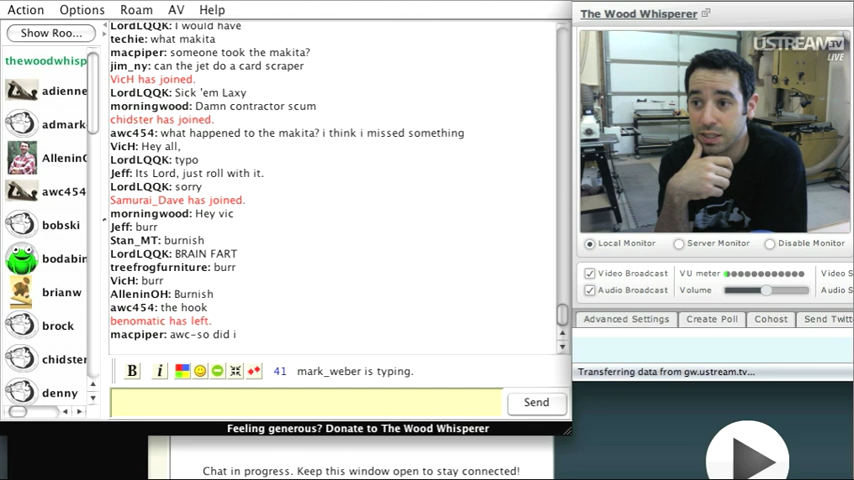 Action Options Roam AV Help
Show Roo...
thewoodwhisp
adienne
admark
AlleninO
awc454
bobski
bodabin
brianw
brock
chidster
denny
LordLQQK: I would have
techie: what makita
macpiper: someone took the makita?
jim_ny: can the jet do a card scraper
VicH has joined.
LordLQQK: Sick 'em Laxy
morningwood: Damn contractor scum
chidster has joined.
awc454: what happened to the makita? i think i missed something
VicH: Hey all,
LordLQQK: typo
Jeff: Its Lord, just roll with it.
LordLQQK: sorry
Samurai_Dave has joined.
morningwood: Hey vic
Jeff: burr
Stan_MT: burnish
LordLQQK: BRAIN FART
treefrogfurniture: burr
VicH: burr
AlleninOH: Burnish
awc454: the hook
benomatic has left.
macpiper: awc-so did i
B i 41 mark_weber is typing.
Send
Feeling generous? Donate to The Wood Whisperer
Chat in progress. Keep this window open to stay connected!
The Wood Whisperer
USTREAM.TV
LIVE
Local Monitor Server Monitor Disable Monitor
Video Broadcast VU meter Video S
Audio Broadcast Volume Audio S
Advanced Settings Create Poll Cohost Send Twitt
Transferring data from gw.ustream.tv...